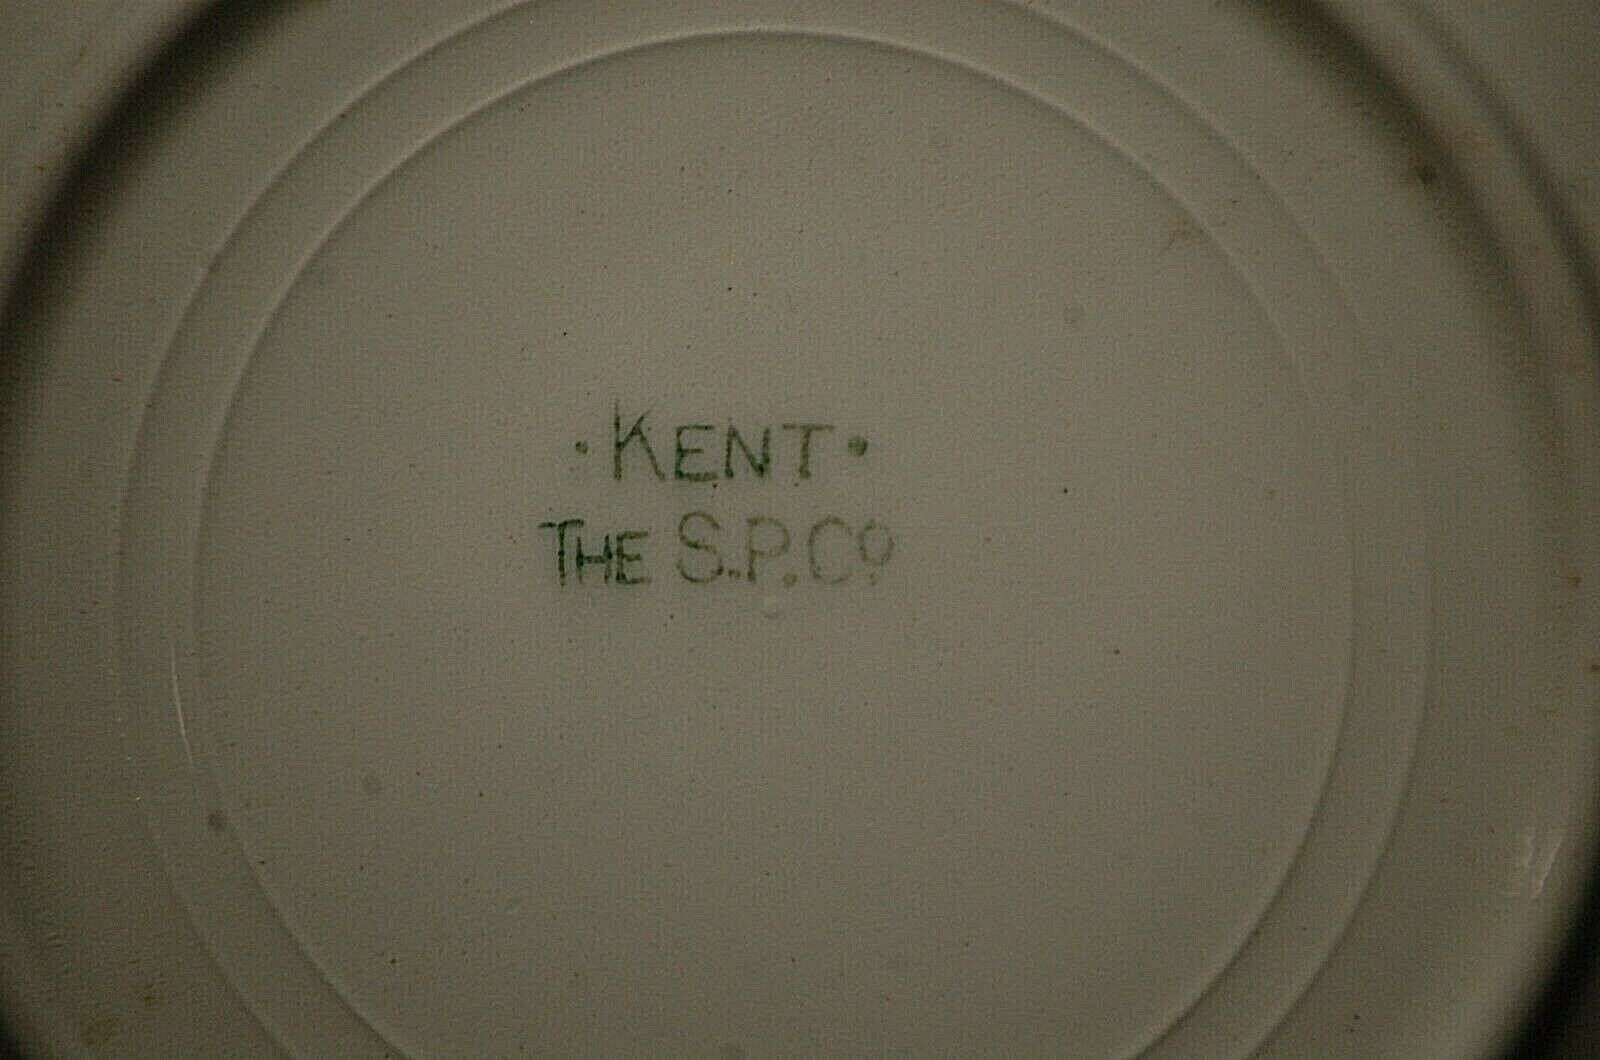 · KENT ·
THE S.P.Cº